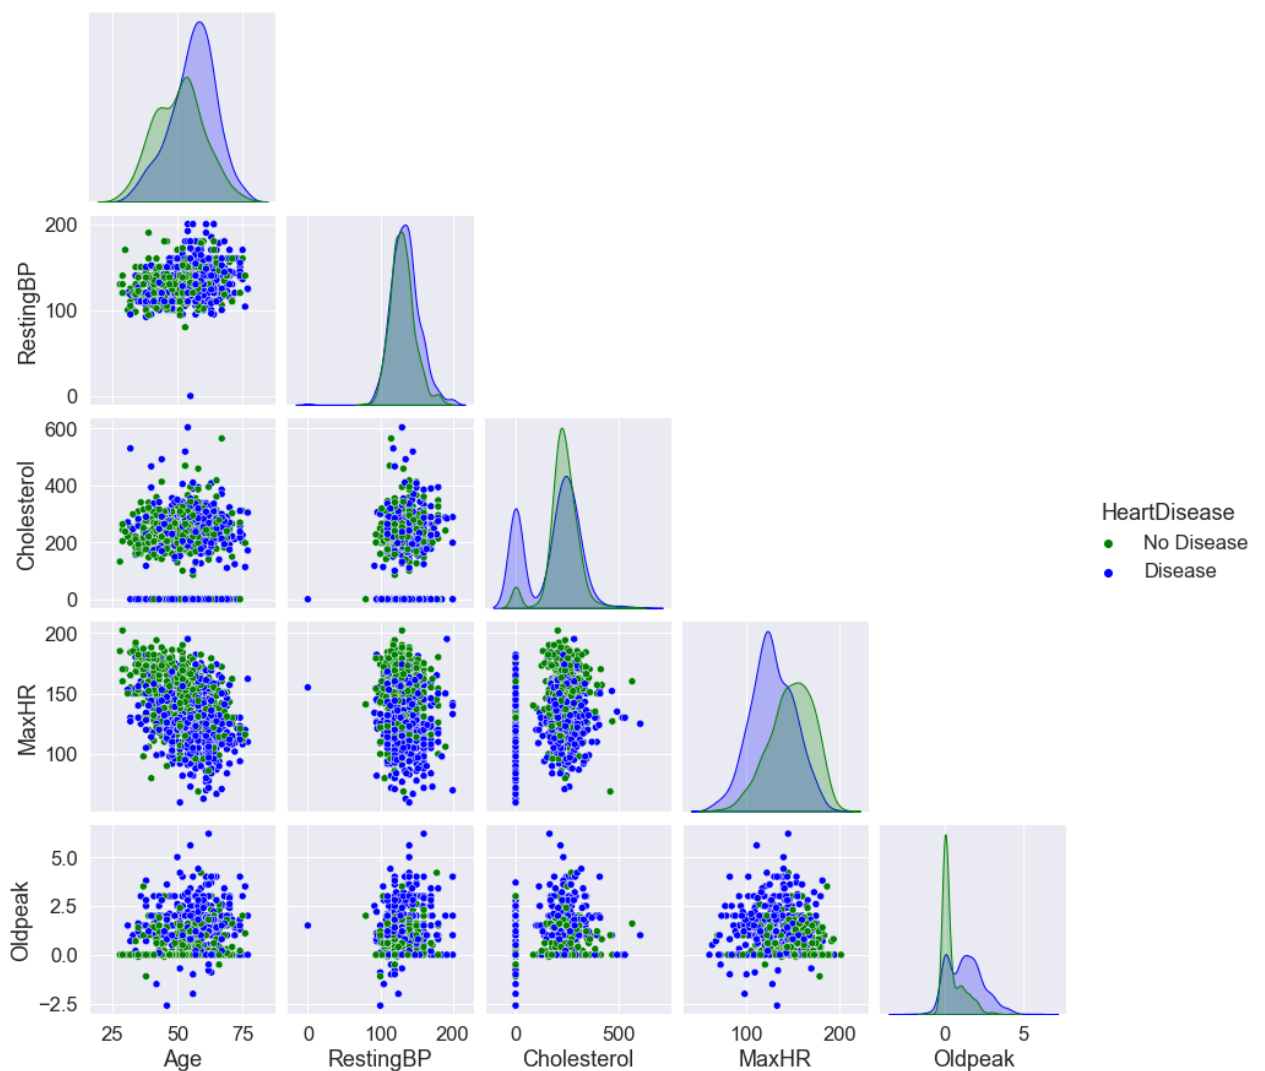 200
RestingBP
100
0
600
Cholesterol
400
200
0
HeartDisease
No Disease
Disease
200
MaxHR
150
100
5.0
Oldpeak
2.5
0.0
−2.5
25 50 75 0 100 200 0 500 100 200 0 5
Age RestingBP Cholesterol MaxHR Oldpeak